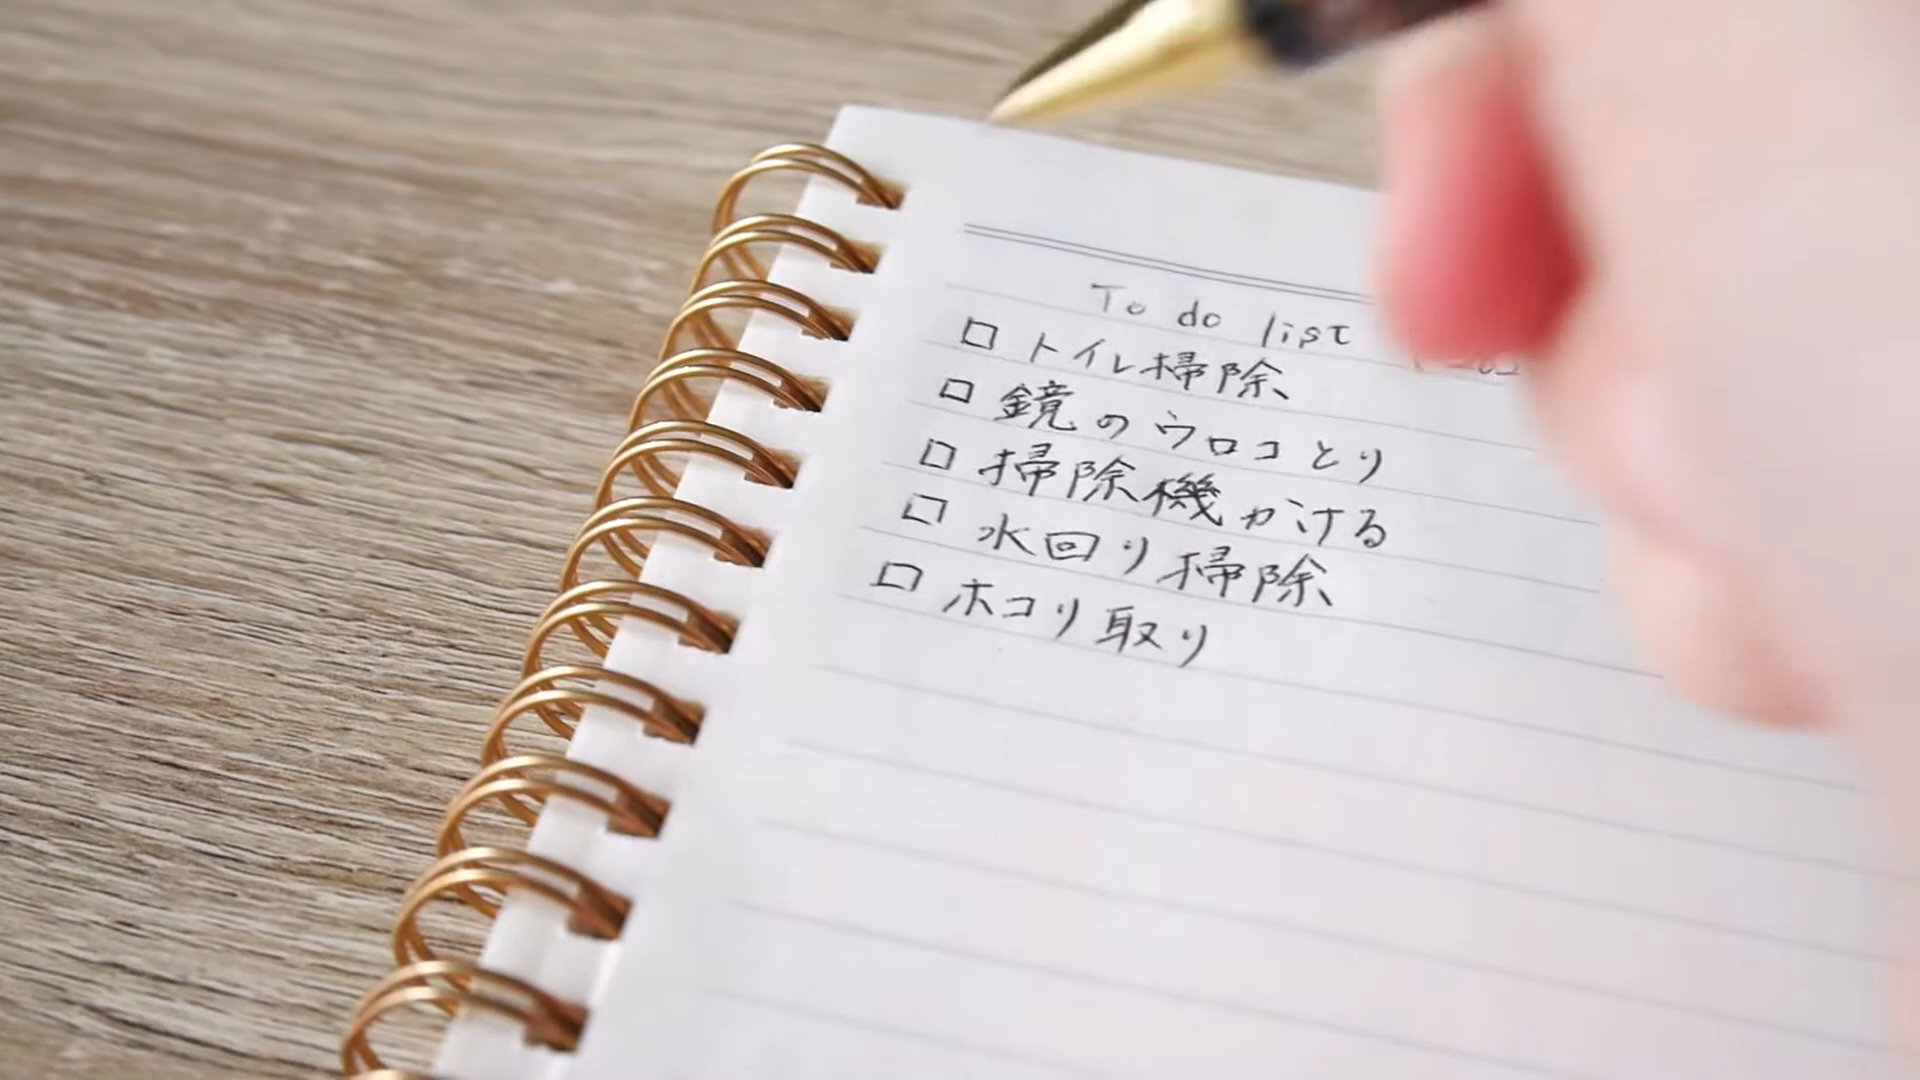 To do list
□ トイレ掃除
□ 鏡のウロコとり
□ 掃除機かける
□ 水回り掃除
□ ホコリ取り